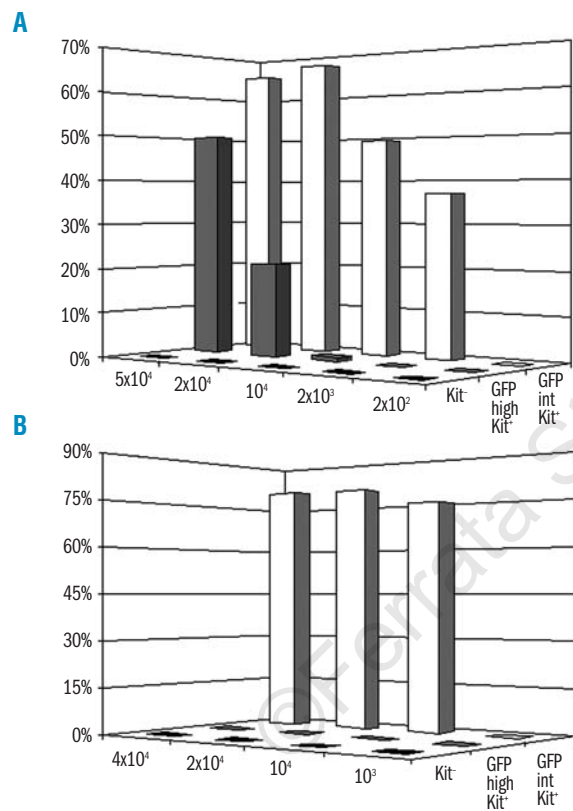 A
70%
60%
50%
40%
30%
20%
10%
0%
5x10⁴
2x10⁴
10⁴
2x10³
2x10²
Kit⁻
GFP
high
Kit⁺
GFP
int
Kit⁺
B
90%
75%
60%
45%
30%
15%
0%
4x10⁴
2x10⁴
10⁴
10³
Kit⁻
GFP
high
Kit⁺
GFP
int
Kit⁺
©Ferrata